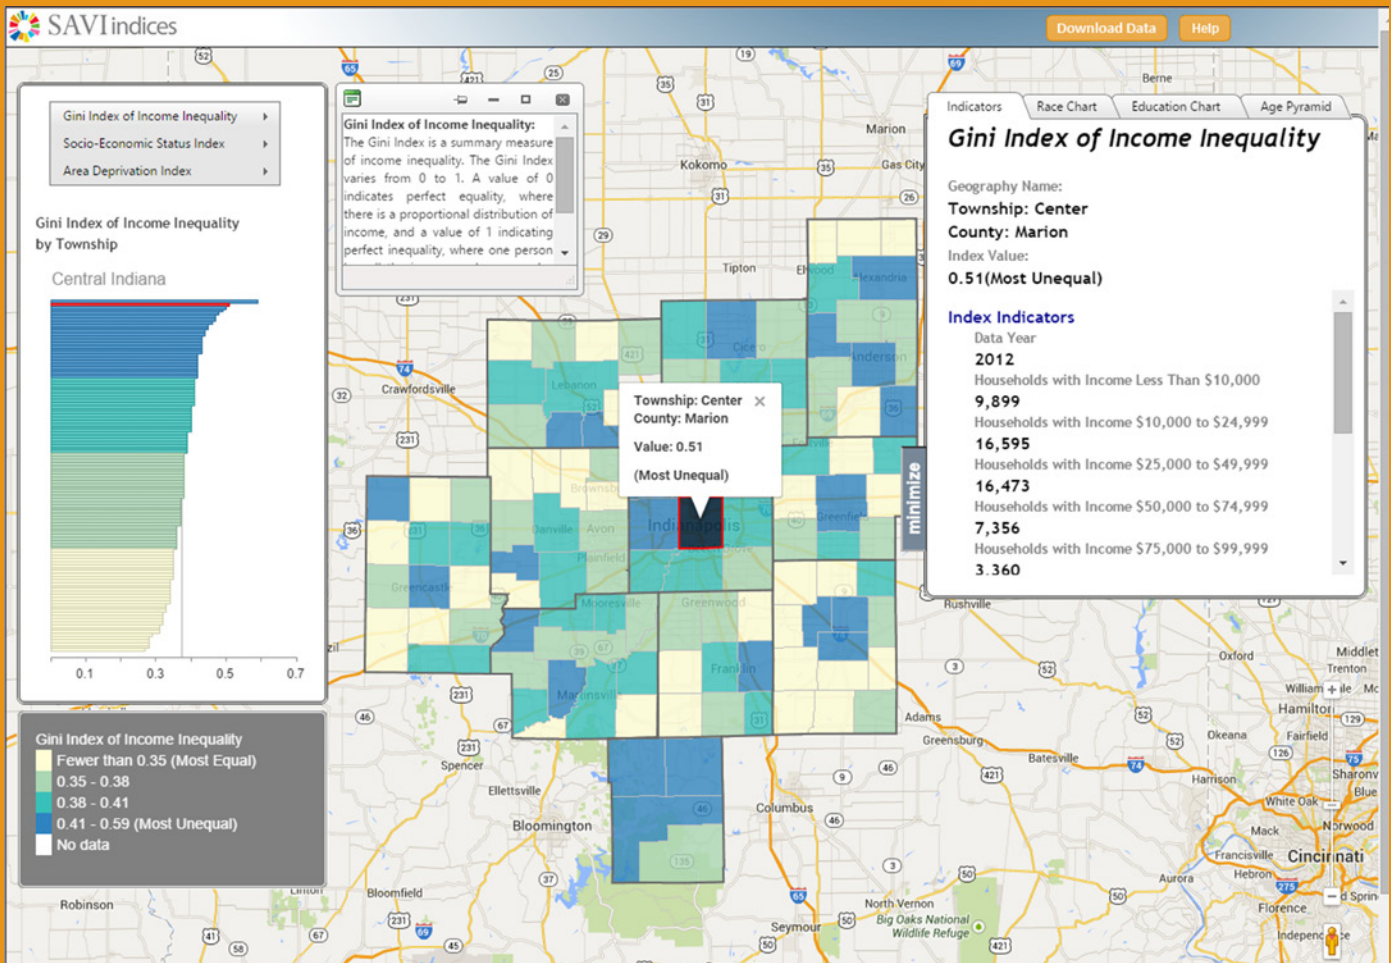 SAVI indices
Download Data
Help
Gini Index of Income Inequality
Socio-Economic Status Index
Area Deprivation Index
Gini Index of Income Inequality
by Township
Central Indiana
0.1 0.3 0.5 0.7
Gini Index of Income Inequality
Fewer than 0.35 (Most Equal)
0.35 - 0.38
0.38 - 0.41
0.41 - 0.59 (Most Unequal)
No data
Gini Index of Income Inequality:
The Gini Index is a summary measure
of income inequality. The Gini Index
varies from 0 to 1. A value of 0
indicates perfect equality, where
there is a proportional distribution of
income, and a value of 1 indicating
perfect inequality, where one person
Township: Center
County: Marion
Value: 0.51
(Most Unequal)
minimize
Indicators
Race Chart
Education Chart
Age Pyramid
Gini Index of Income Inequality
Geography Name:
Township: Center
County: Marion
Index Value:
0.51(Most Unequal)
Index Indicators
Data Year
2012
Households with Income Less Than $10,000
9,899
Households with Income $10,000 to $24,999
16,595
Households with Income $25,000 to $49,999
16,473
Households with Income $50,000 to $74,999
7,356
Households with Income $75,000 to $99,999
3,360
Berne
Marion
Kokomo
Gas City
Tipton
Elwood
Alexandria
Cicero
Anderson
Crawfordsville
Lebanon
Danville
Avon
Plainfield
Indianapolis
Greenfield
Greencastle
Mooresville
Greenwood
Martinsville
Franklin
Rushville
Spencer
Ellettsville
Bloomington
Columbus
Adams
Greensburg
Batesville
Oxford
Middlet
Trenton
Hamilton
Okeana
Fairfield
Harrison
Sharonv
Blue
White Oak
Norwood
Mack
Francisville
Cincinnati
Hebron
Aurora
Florence
Robinson
Linton
Bloomfield
North Vernon
Seymour
Big Oaks National
Wildlife Refuge